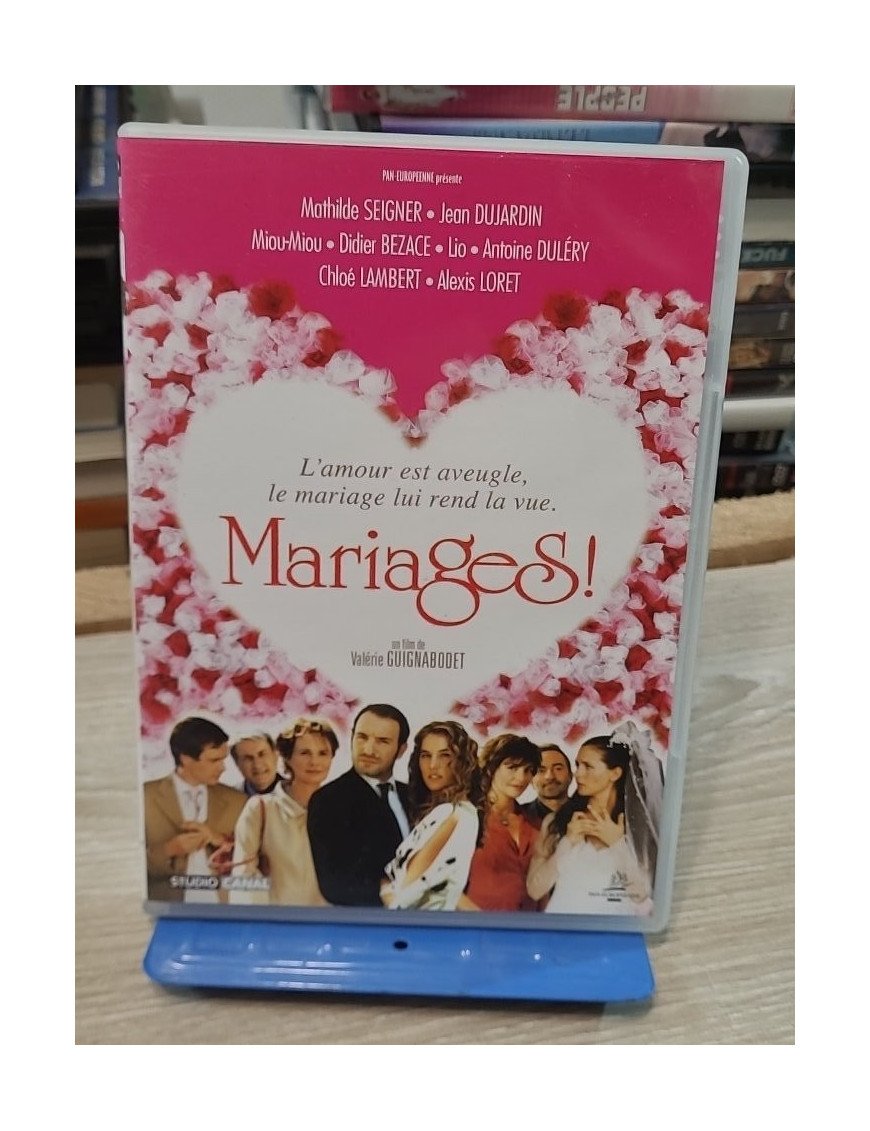 PEOPLE
PAN-EUROPEENNE présente
Mathilde SEIGNER • Jean DUJARDIN
Miou-Miou • Didier BEZACE • Lio • Antoine DULÉRY
Chloé LAMBERT • Alexis LORET
L'amour est aveugle,
le mariage lui rend la vue.
Mariages!
un film de
Valérie GUIGNABODET
STUDIO CANAL